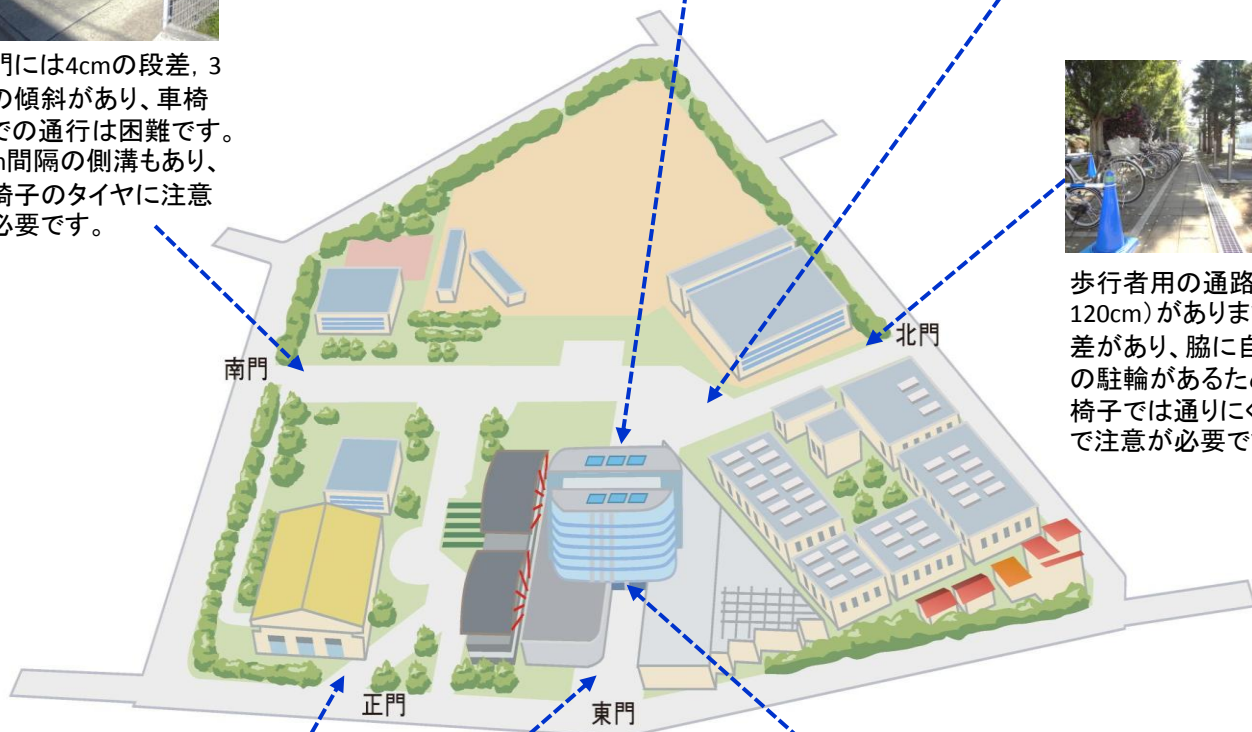 門には4cmの段差, 3
の傾斜があり、車椅
での通行は困難です。
間隔の側溝もあり、
椅子のタイヤに注意
必要です。
歩行者用の通路
120cm)がありま
差があり、脇に自
の駐輪があるため
椅子では通りにく
で注意が必要で
南門
北門
正門
東門